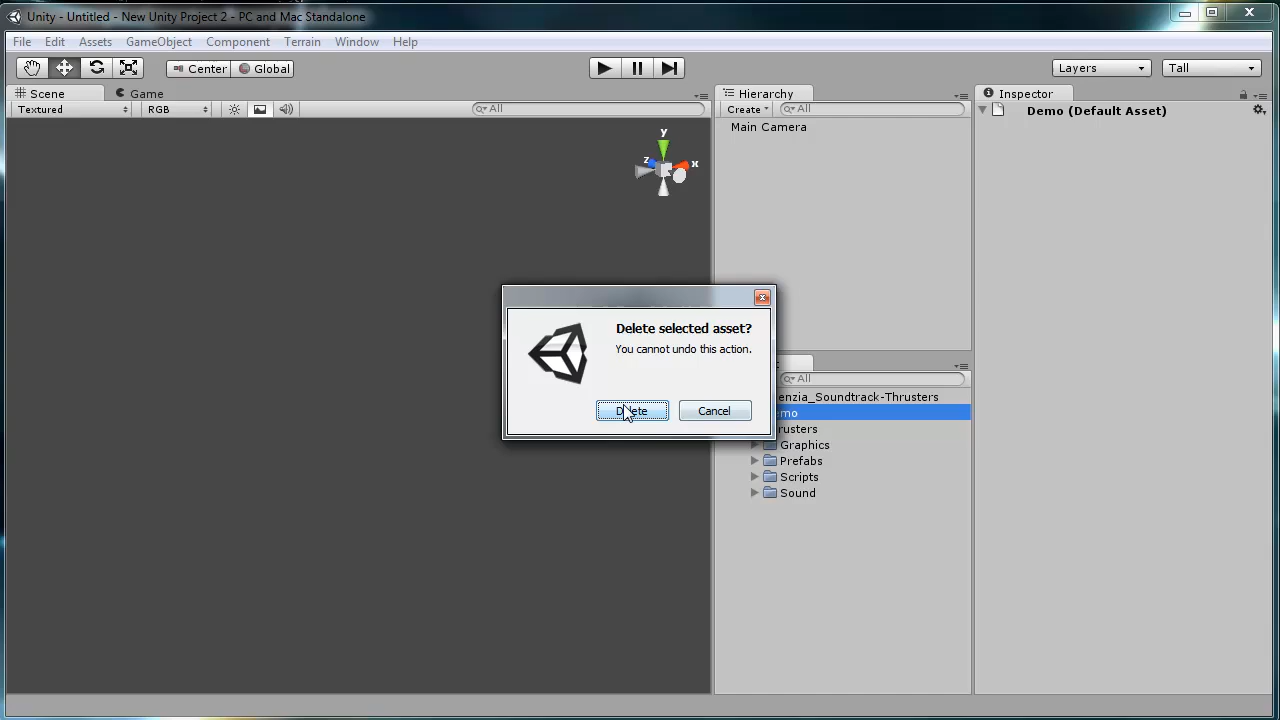 Unity - Untitled - New Unity Project 2 - PC and Mac Standalone
File Edit Assets GameObject Component Terrain Window Help
Center Global Layers Tall
Scene Game
Textured RGB All
Hierarchy
Create All
Main Camera
Inspector
Demo (Default Asset)
Delete selected asset?
You cannot undo this action.
Delete Cancel
All
enzia_Soundtrack-Thrusters
emo
rusters
Graphics
Prefabs
Scripts
Sound
y
z
x